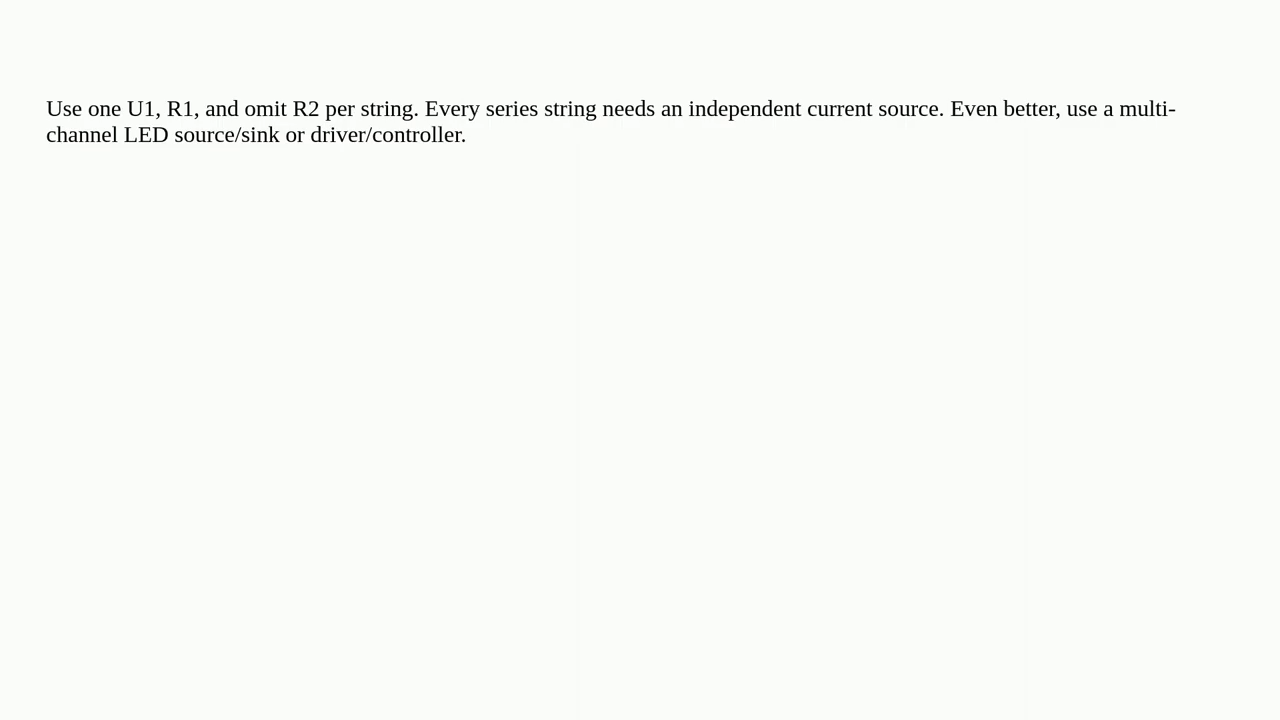 Use one U1, R1, and omit R2 per string. Every series string needs an independent current source. Even better, use a multi-
channel LED source/sink or driver/controller.